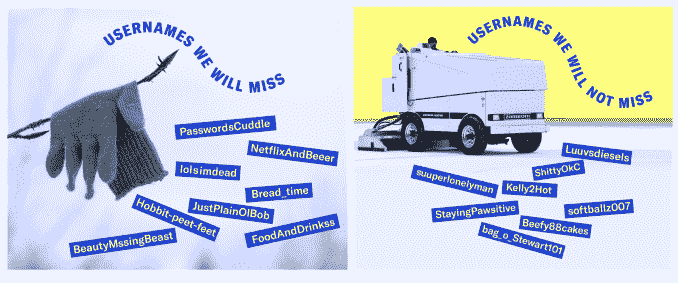 USERNAMES WE WILL MISS
PasswordsCuddle
NetflixAndBeeer
lolsimdead
Bread_time
JustPlainOlBob
Hobbit-peet-feet
FoodAndDrinkss
BeautyMssingBeast
USERNAMES WE WILL NOT MISS
Luuvsdiesels
ShittyOkC
suuperlonelyman
Kelly2Hot
softballz007
StayingPawsitive
Beefy88cakes
bag_o_Stewart101